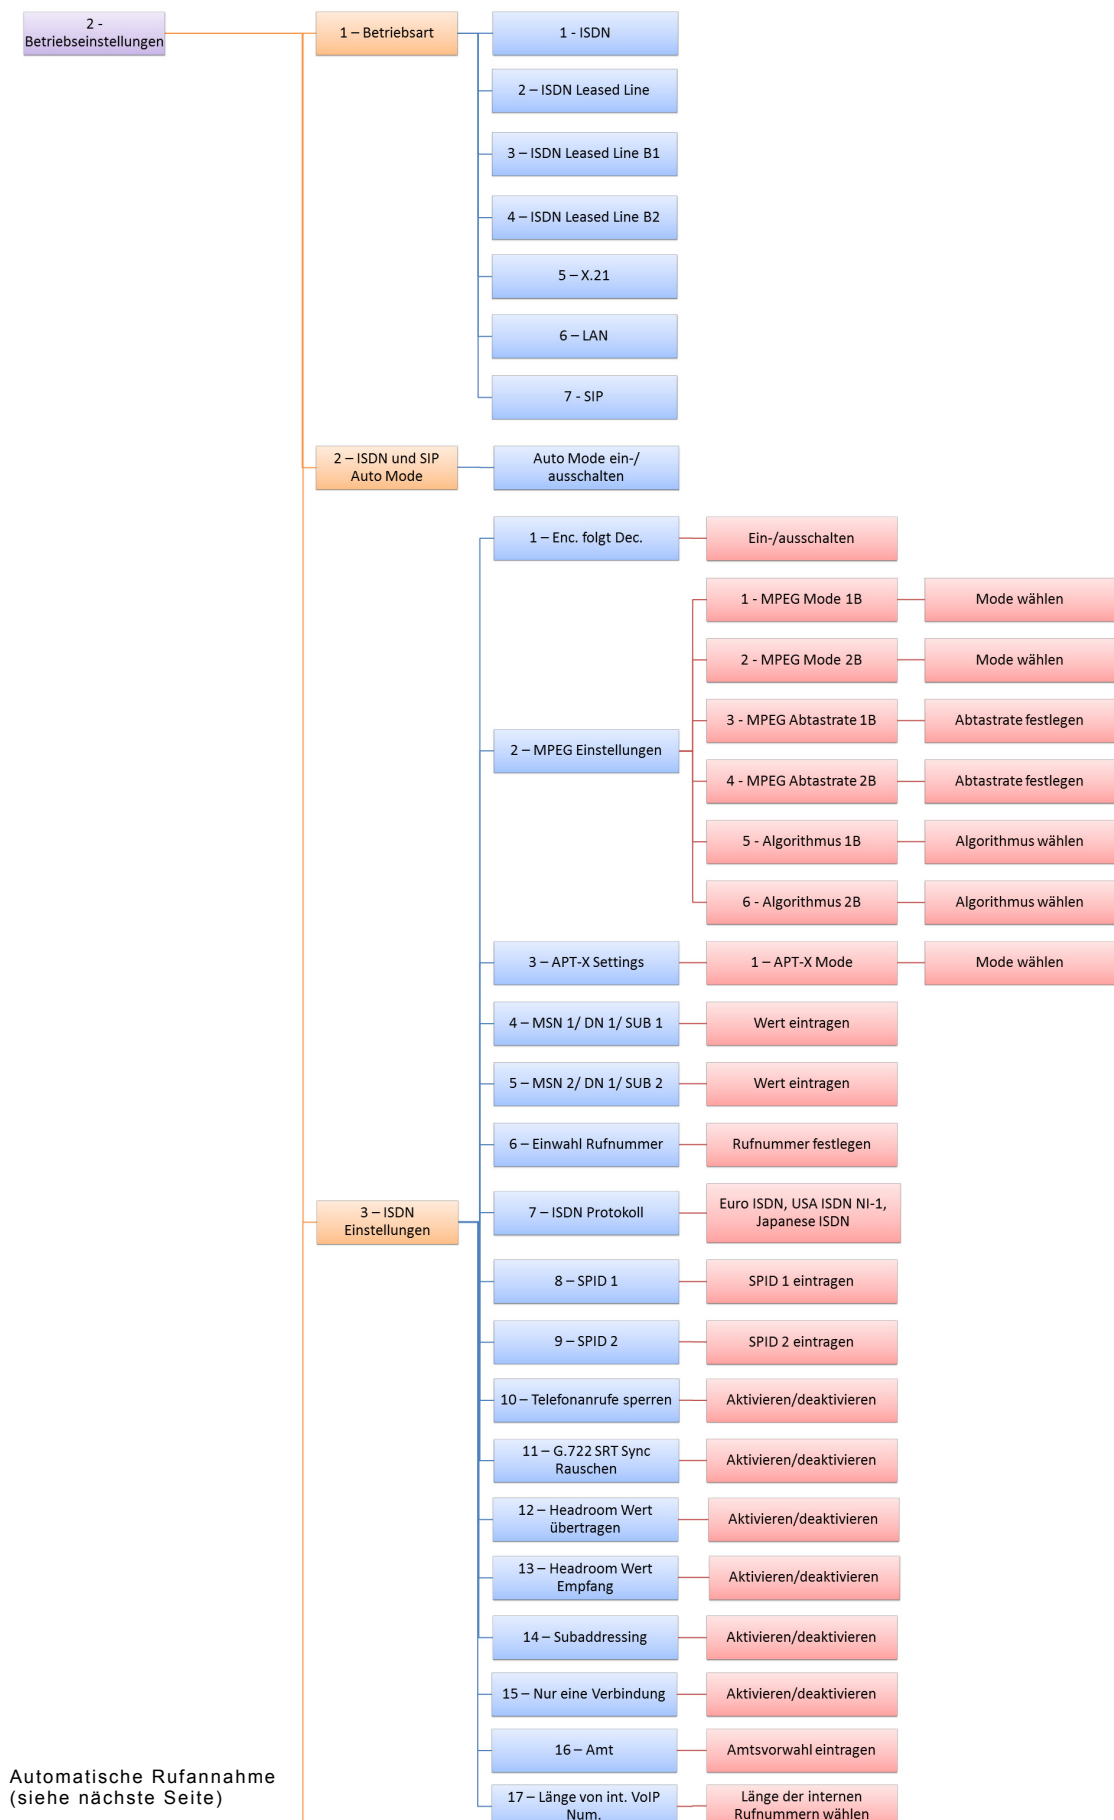 2 -
Betriebseinstellungen
1 – Betriebsart
1 - ISDN
2 – ISDN Leased Line
3 – ISDN Leased Line B1
4 – ISDN Leased Line B2
5 – X.21
6 – LAN
7 - SIP
2 – ISDN und SIP
Auto Mode
Auto Mode ein-/
ausschalten
3 – ISDN
Einstellungen
1 – Enc. folgt Dec.
Ein-/ausschalten
2 – MPEG Einstellungen
1 - MPEG Mode 1B
Mode wählen
2 - MPEG Mode 2B
Mode wählen
3 - MPEG Abtastrate 1B
Abtastrate festlegen
4 - MPEG Abtastrate 2B
Abtastrate festlegen
5 - Algorithmus 1B
Algorithmus wählen
6 - Algorithmus 2B
Algorithmus wählen
3 – APT-X Settings
1 – APT-X Mode
Mode wählen
4 – MSN 1/ DN 1/ SUB 1
Wert eintragen
5 – MSN 2/ DN 1/ SUB 2
Wert eintragen
6 – Einwahl Rufnummer
Rufnummer festlegen
7 – ISDN Protokoll
Euro ISDN, USA ISDN NI-1,
Japanese ISDN
8 – SPID 1
SPID 1 eintragen
9 – SPID 2
SPID 2 eintragen
10 – Telefonanrufe sperren
Aktivieren/deaktivieren
11 – G.722 SRT Sync
Rauschen
Aktivieren/deaktivieren
12 – Headroom Wert
übertragen
Aktivieren/deaktivieren
13 – Headroom Wert
Empfang
Aktivieren/deaktivieren
14 – Subaddressing
Aktivieren/deaktivieren
15 – Nur eine Verbindung
Aktivieren/deaktivieren
16 – Amt
Amtsvorwahl eintragen
17 – Länge von int. VoIP
Num.
Länge der internen
Rufnummern wählen
Automatische Rufannahme
(siehe nächste Seite)